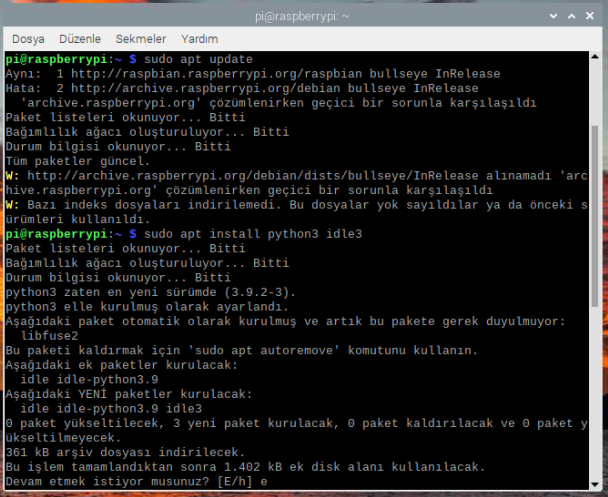 pi@raspberrypi: ~
Dosya Düzenle Sekmeler Yardım
pi@raspberrypi:~ $ sudo apt update
Aynı: 1 http://raspbian.raspberrypi.org/raspbian bullseye InRelease
Hata: 2 http://archive.raspberrypi.org/debian bullseye InRelease
'archive.raspberrypi.org' çözümlenirken geçici bir sorunla karşılaşıldı
Paket listeleri okunuyor... Bitti
Bağımlılık ağacı oluşturuluyor... Bitti
Durum bilgisi okunuyor... Bitti
Tüm paketler güncel.
W: http://archive.raspberrypi.org/debian/dists/bullseye/InRelease alınamadı 'arc
hive.raspberrypi.org' çözümlenirken geçici bir sorunla karşılaşıldı
W: Bazı indeks dosyaları indirilemedi. Bu dosyalar yok sayıldılar ya da önceki s
ürümleri kullanıldı.
pi@raspberrypi:~ $ sudo apt install python3 idle3
Paket listeleri okunuyor... Bitti
Bağımlılık ağacı oluşturuluyor... Bitti
Durum bilgisi okunuyor... Bitti
python3 zaten en yeni sürümde (3.9.2-3).
python3 elle kurulmuş olarak ayarlandı.
Aşağıdaki paket otomatik olarak kurulmuş ve artık bu pakete gerek duyulmuyor:
libfuse2
Bu paketi kaldırmak için 'sudo apt autoremove' komutunu kullanın.
Aşağıdaki ek paketler kurulacak:
idle idle-python3.9
Aşağıdaki YENİ paketler kurulacak:
idle idle-python3.9 idle3
0 paket yükseltilecek, 3 yeni paket kurulacak, 0 paket kaldırılacak ve 0 paket y
ükseltilmeyecek.
361 kB arşiv dosyası indirilecek.
Bu işlem tamamlandıktan sonra 1.402 kB ek disk alanı kullanılacak.
Devam etmek istiyor musunuz? [E/h] e